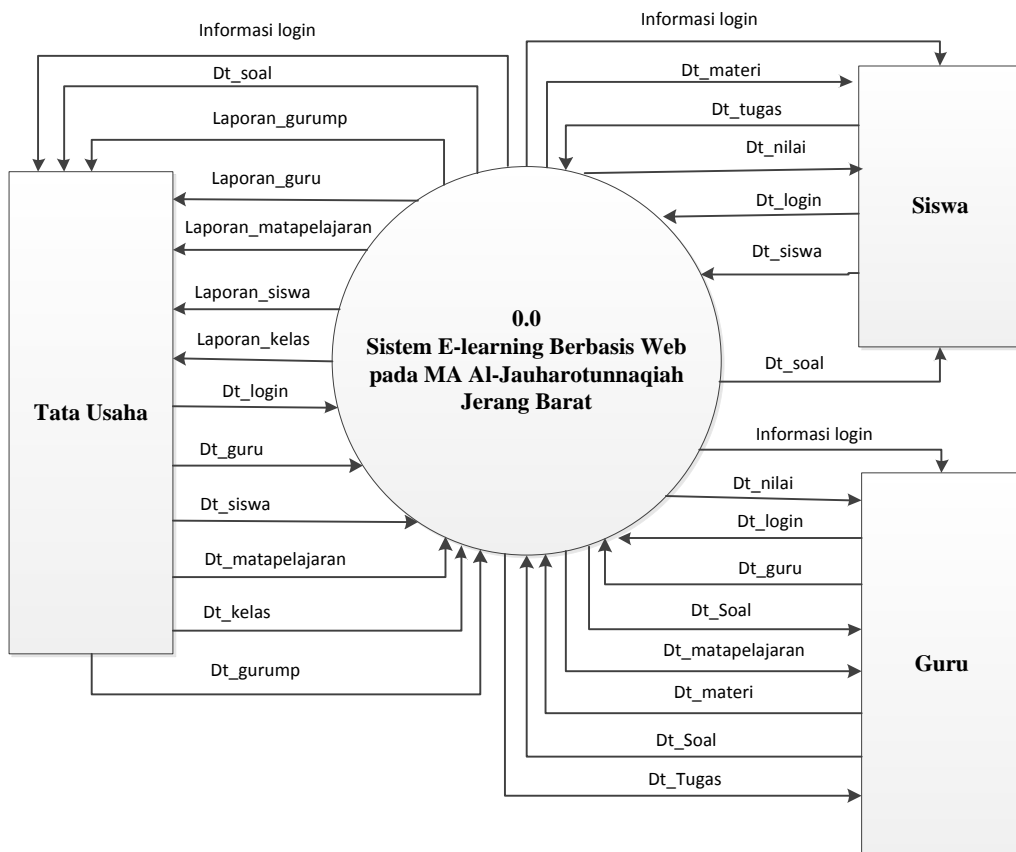 Informasi login
Dt_soal
Laporan_gurump
Laporan_guru
Laporan_matapelajaran
Laporan_siswa
Laporan_kelas
Dt_login
Dt_guru
Dt_siswa
Dt_matapelajaran
Dt_kelas
Dt_gurump
Tata Usaha
0.0
Sistem E-learning Berbasis Web
pada MA Al-Jauharotunnaqiah
Jerang Barat
Informasi login
Dt_materi
Dt_tugas
Dt_nilai
Dt_login
Dt_siswa
Dt_soal
Siswa
Informasi login
Dt_nilai
Dt_login
Dt_guru
Dt_Soal
Dt_matapelajaran
Dt_materi
Dt_Soal
Dt_Tugas
Guru